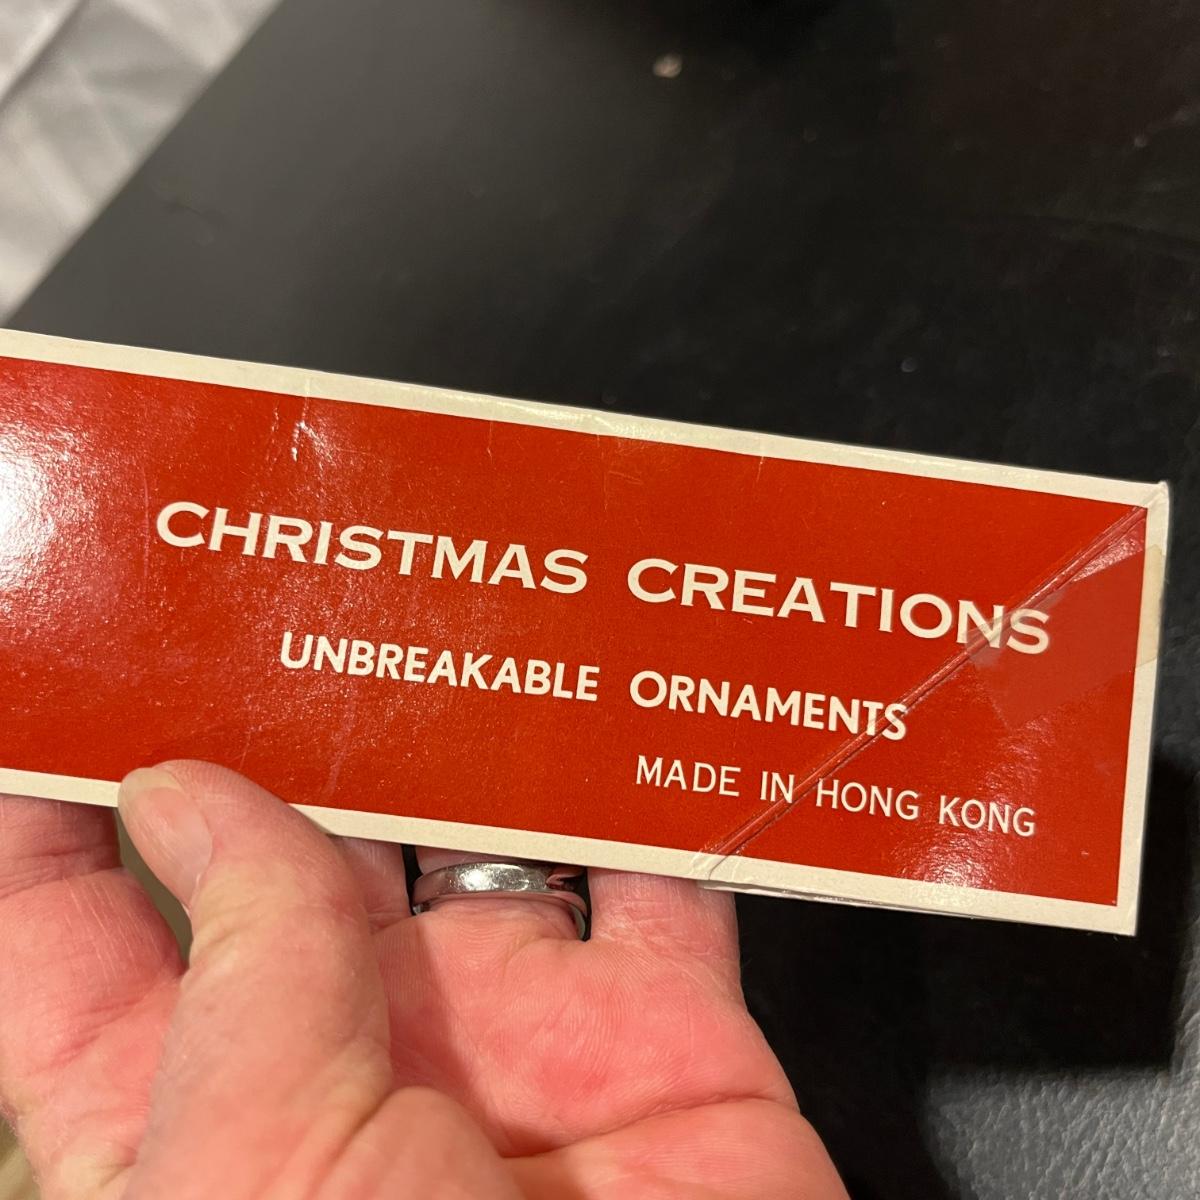 CHRISTMAS CREATIONS
UNBREAKABLE ORNAMENTS
MADE IN HONG KONG